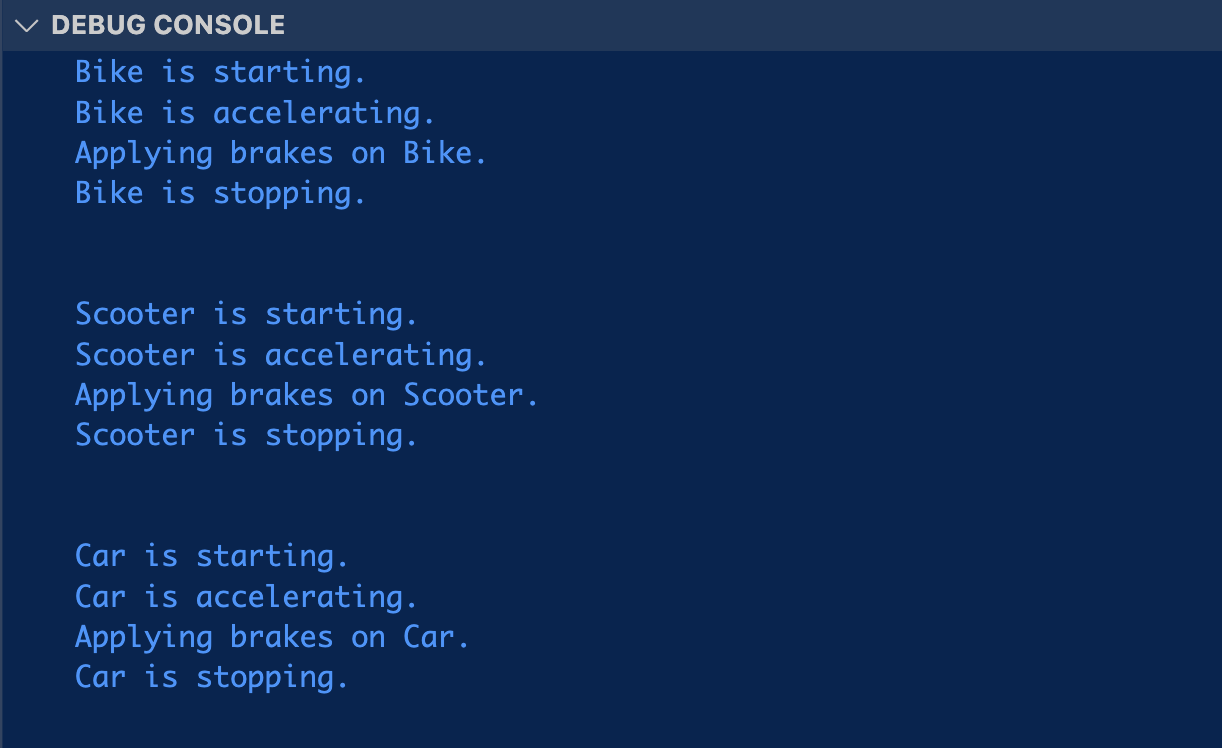 DEBUG CONSOLE
Bike is starting.
Bike is accelerating.
Applying brakes on Bike.
Bike is stopping.
Scooter is starting.
Scooter is accelerating.
Applying brakes on Scooter.
Scooter is stopping.
Car is starting.
Car is accelerating.
Applying brakes on Car.
Car is stopping.